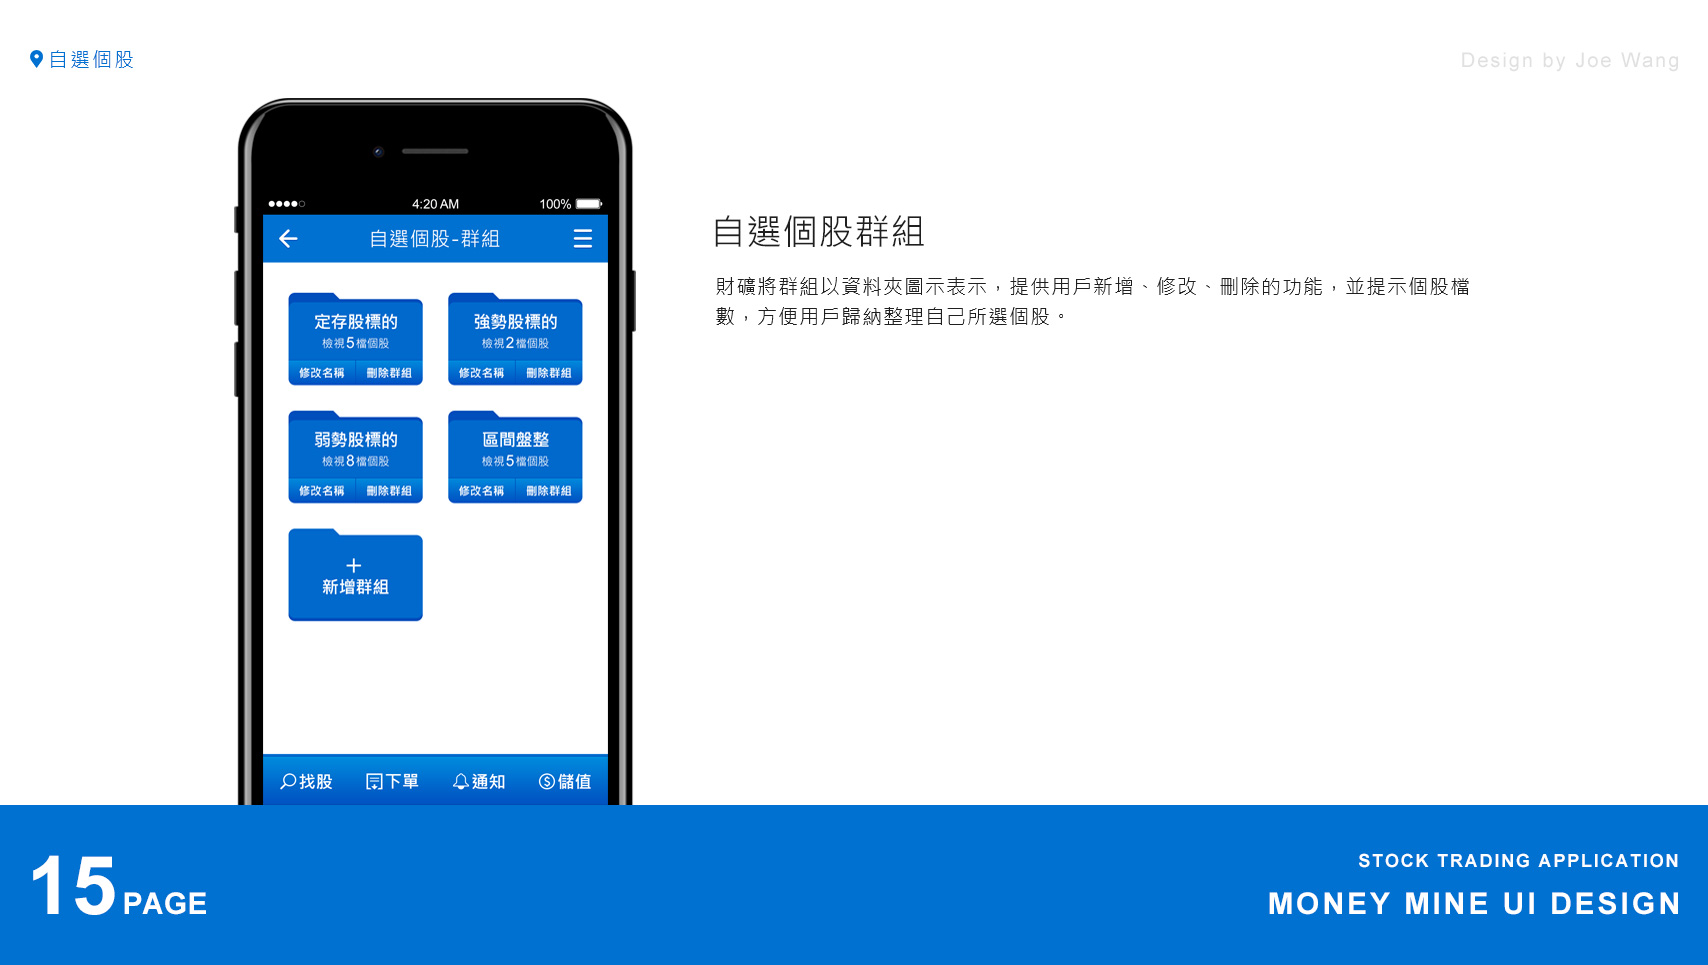 自選個股
Design by Joe Wang
4:20 AM
100%
自選個股-群組
定存股標的
檢視5檔個股
修改名稱 刪除群組
強勢股標的
檢視2檔個股
修改名稱 刪除群組
弱勢股標的
檢視8檔個股
修改名稱 刪除群組
區間盤整
檢視5檔個股
修改名稱 刪除群組
+
新增群組
找股 下單 通知 儲值
自選個股群組
財礦將群組以資料夾圖示表示，提供用戶新增、修改、刪除的功能，並提示個股檔
數，方便用戶歸納整理自己所選個股。
15 PAGE
STOCK TRADING APPLICATION
MONEY MINE UI DESIGN